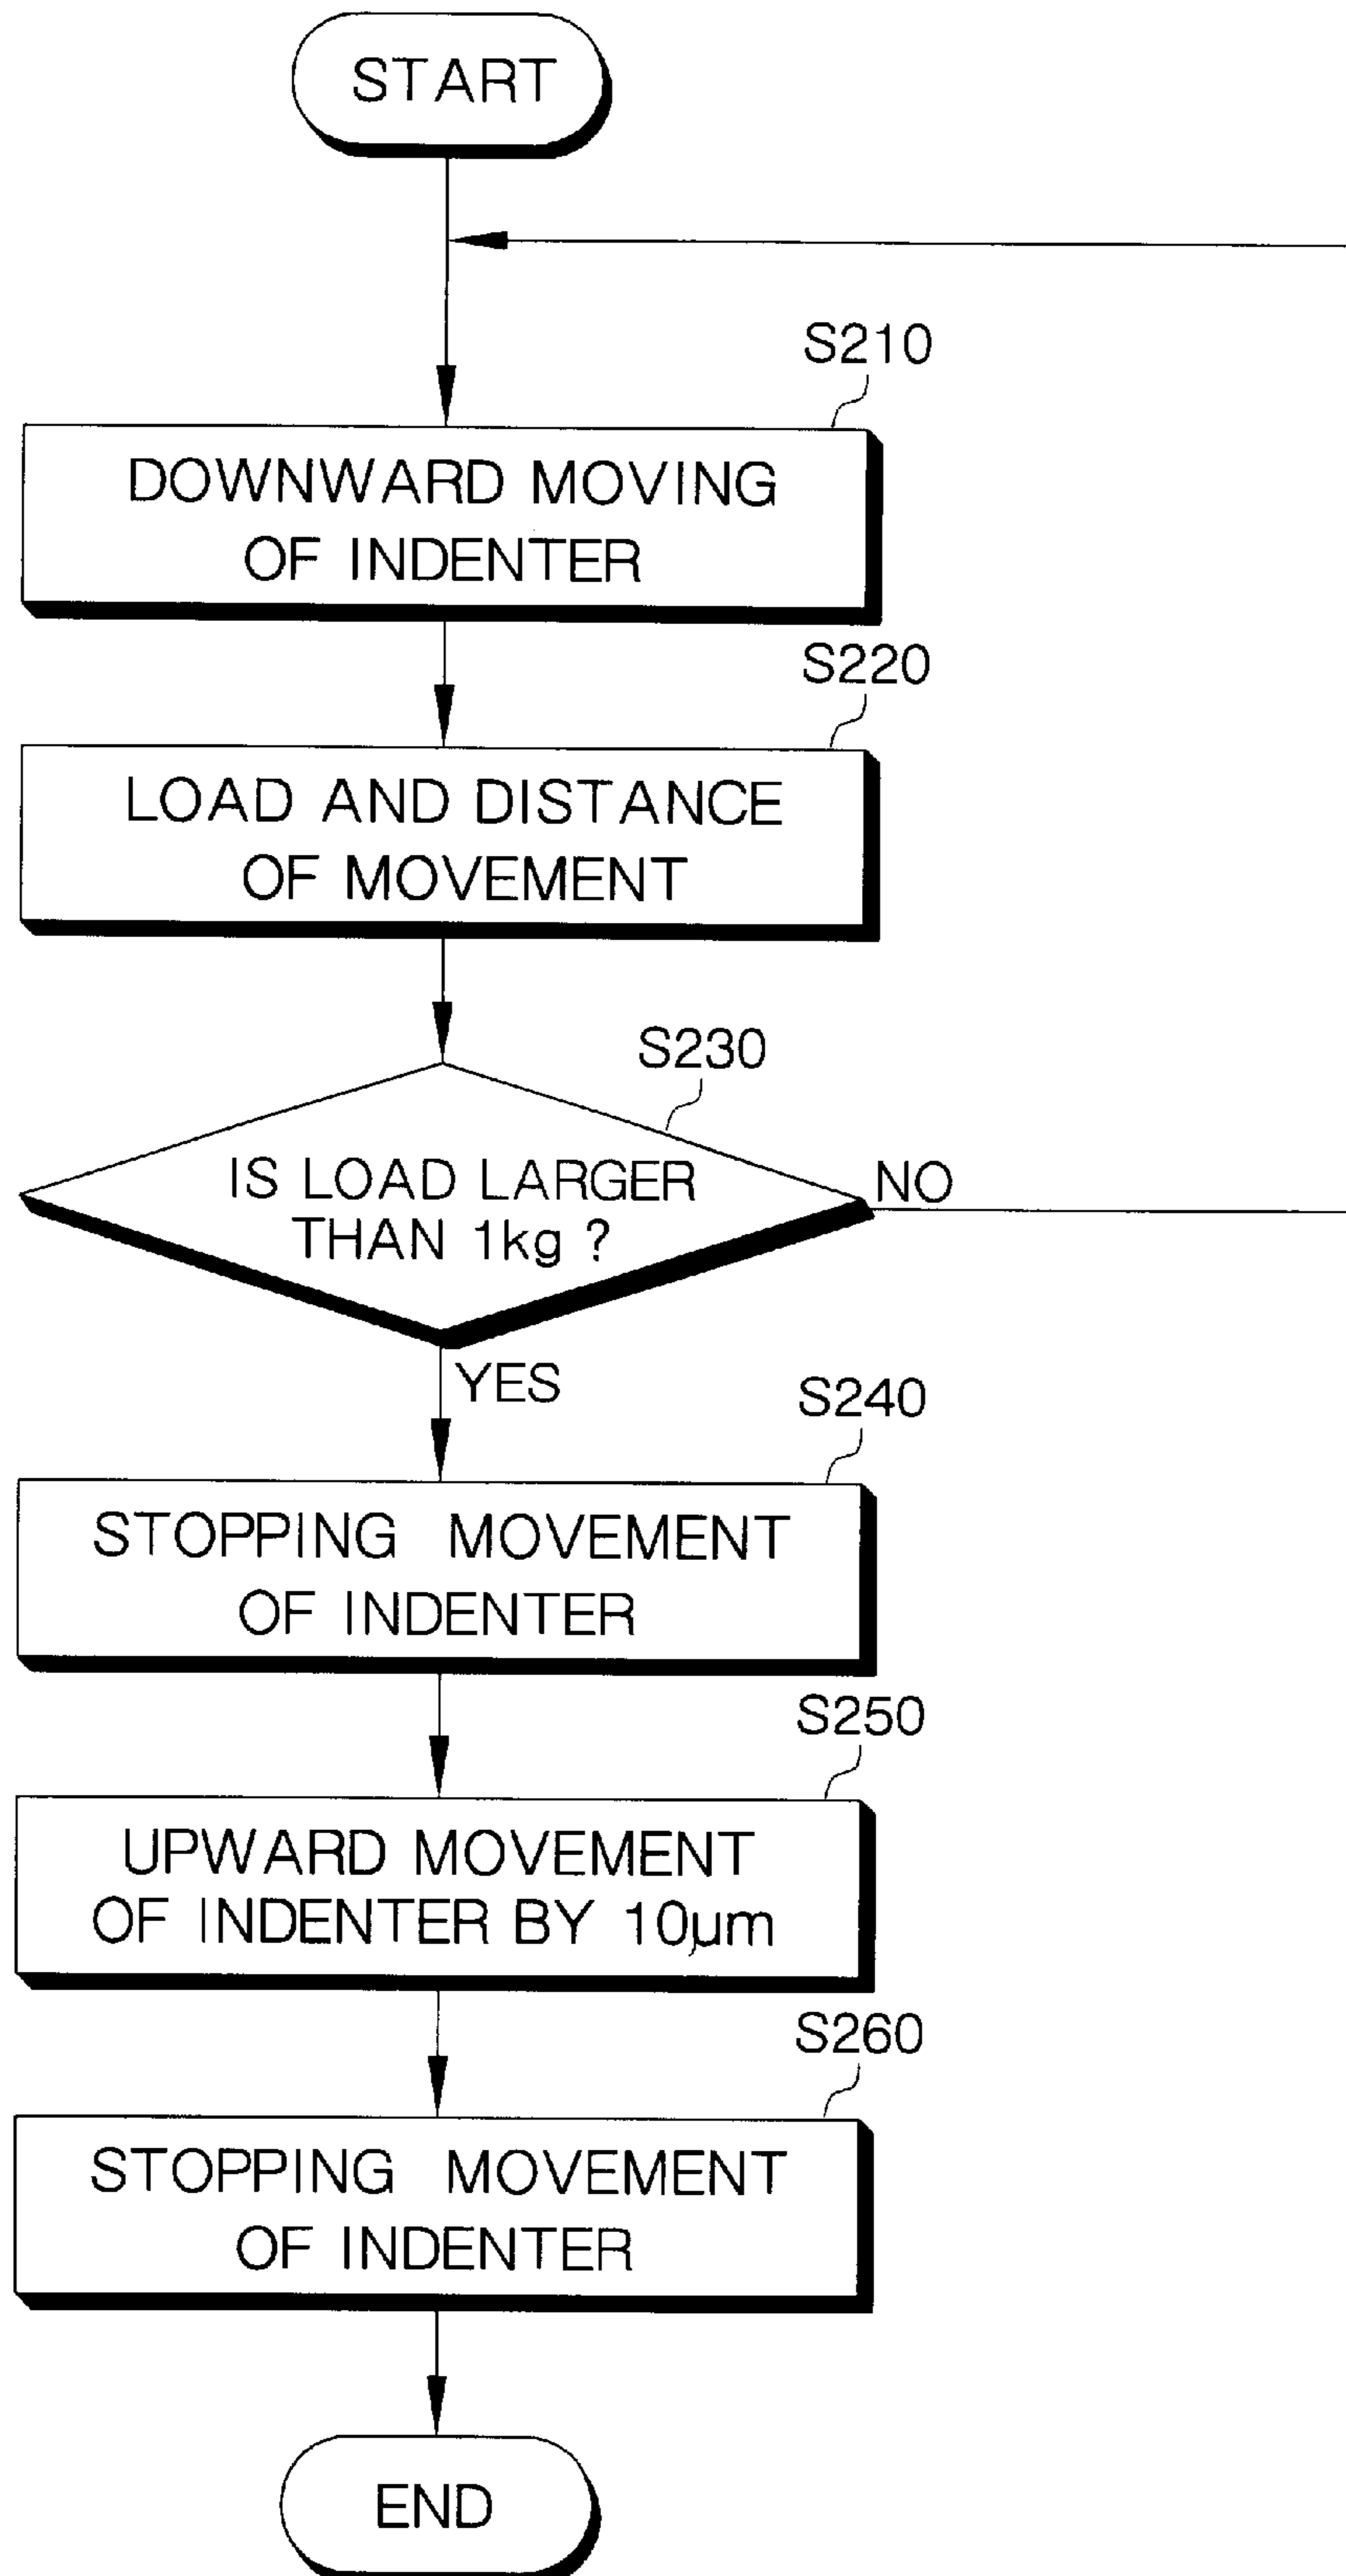 START
S210
DOWNWARD MOVING
OF INDENTER
S220
LOAD AND DISTANCE
OF MOVEMENT
S230
IS LOAD LARGER
THAN 1kg ?
NO
YES
S240
STOPPING MOVEMENT
OF INDENTER
S250
UPWARD MOVEMENT
OF INDENTER BY 10μm
S260
STOPPING MOVEMENT
OF INDENTER
END